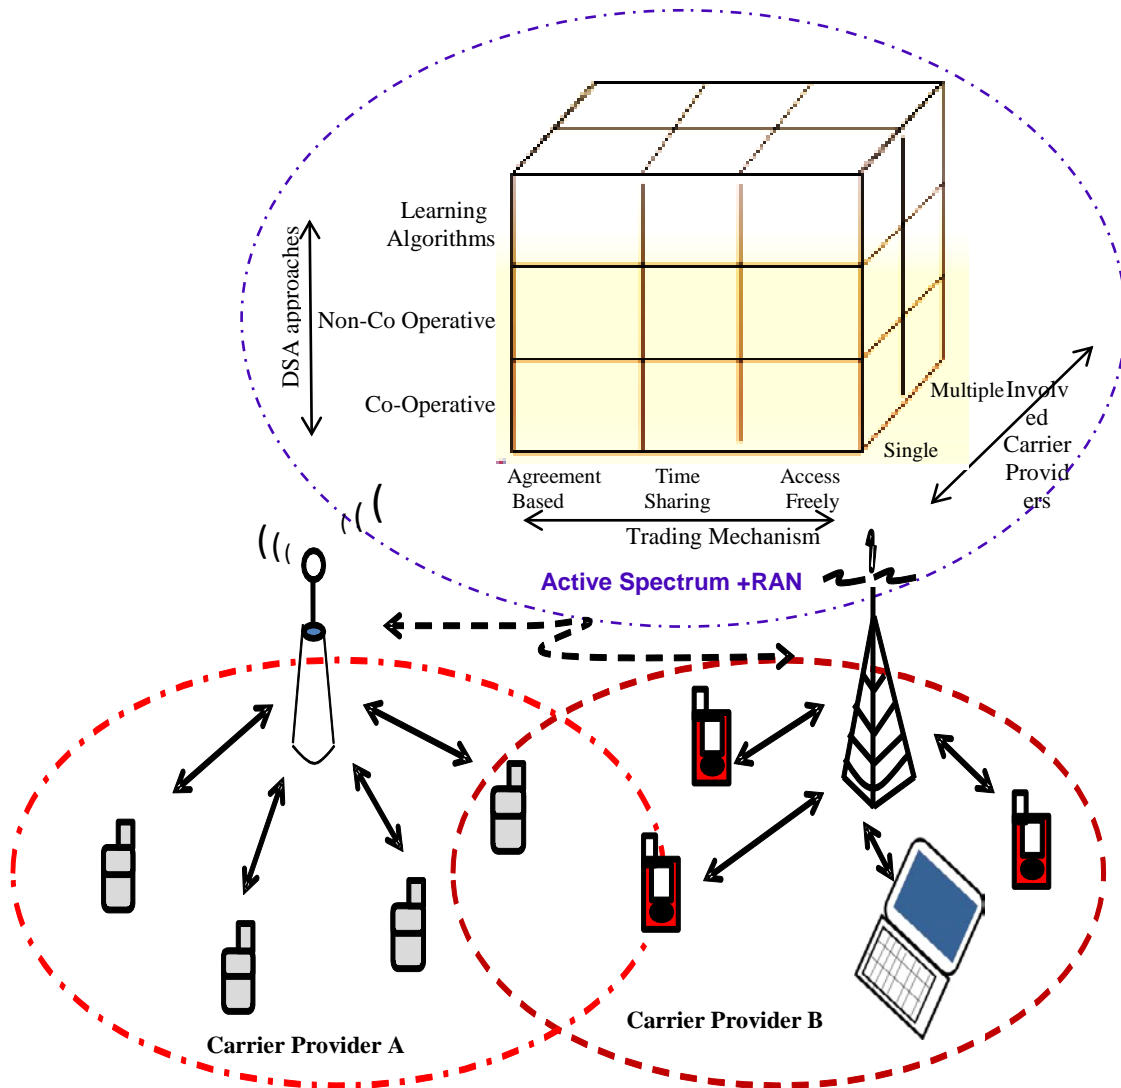 Learning
Algorithms
DSA approaches
Non-Co Operative
Co-Operative
Multiple
Single
Involv
ed
Carrier
Provid
ers
Agreement
Based
Time
Sharing
Access
Freely
Trading Mechanism
Active Spectrum +RAN
Carrier Provider A
Carrier Provider B